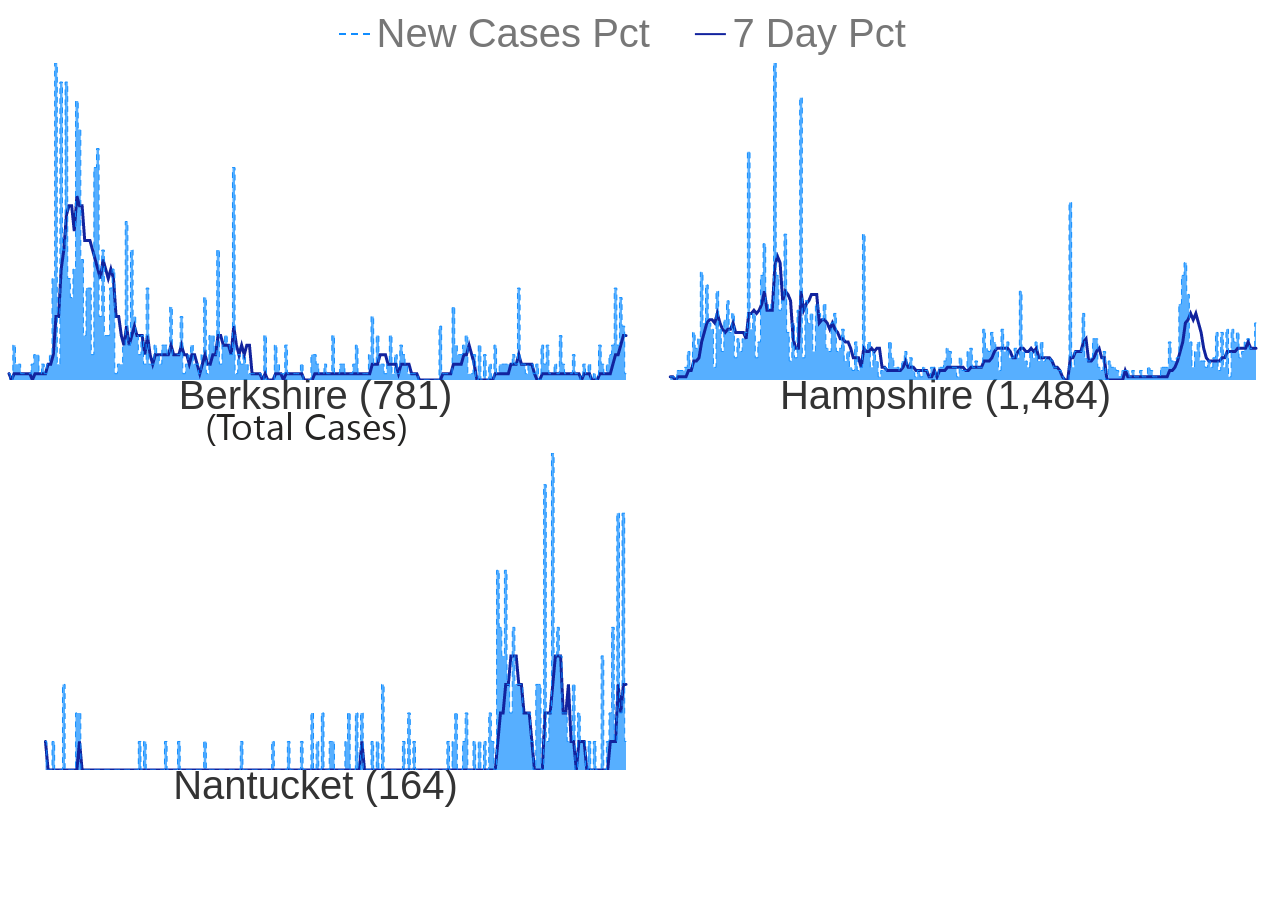 New Cases Pct 7 Day Pct
Berkshire (781) Hampshire (1,484)
(Total Cases)
Nantucket (164)